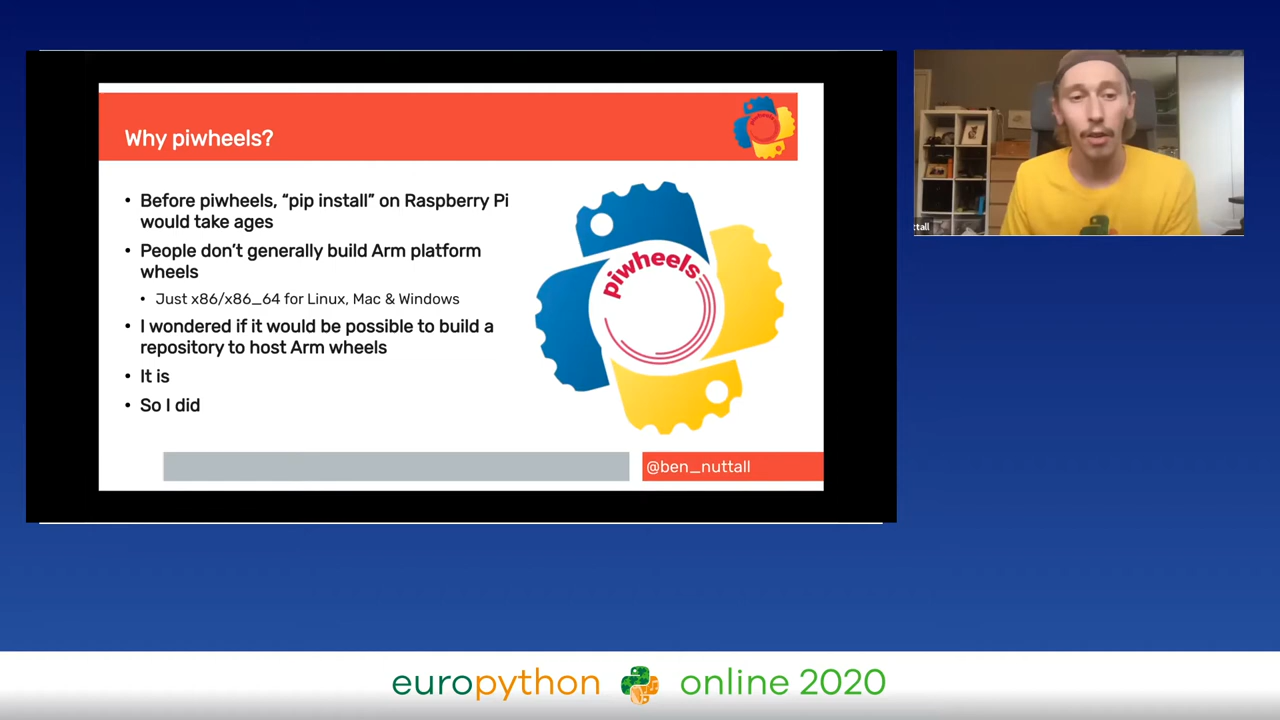 Why piwheels?
• Before piwheels, “pip install” on Raspberry Pi
would take ages
• People don’t generally build Arm platform
wheels
• Just x86/x86_64 for Linux, Mac & Windows
• I wondered if it would be possible to build a
repository to host Arm wheels
• It is
• So I did
piwheels
@ben_nuttall
ttall
europython online 2020